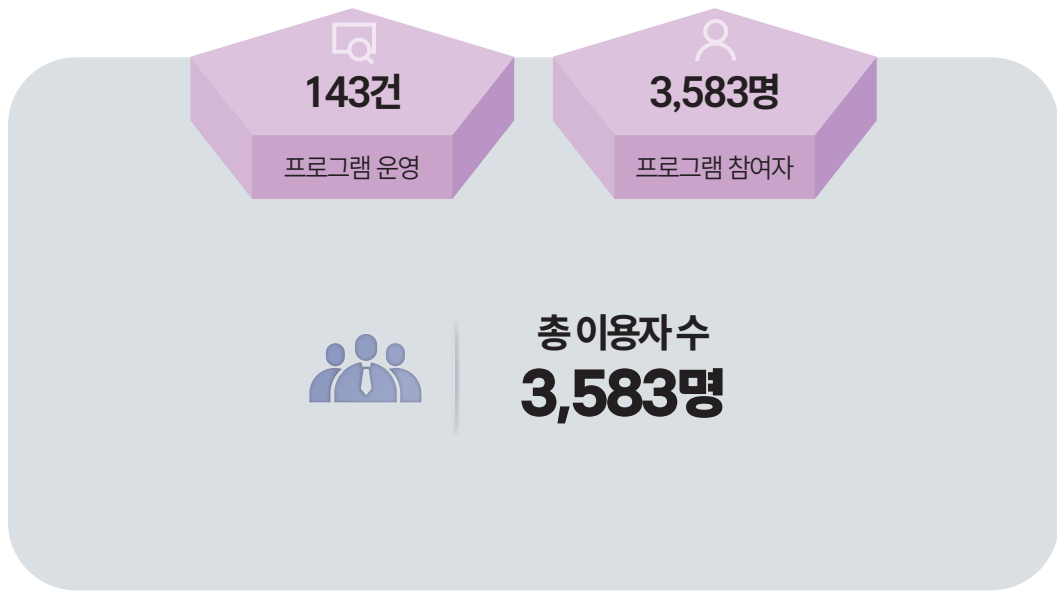 143건
프로그램 운영
3,583명
프로그램 참여자
총 이용자 수
3,583명